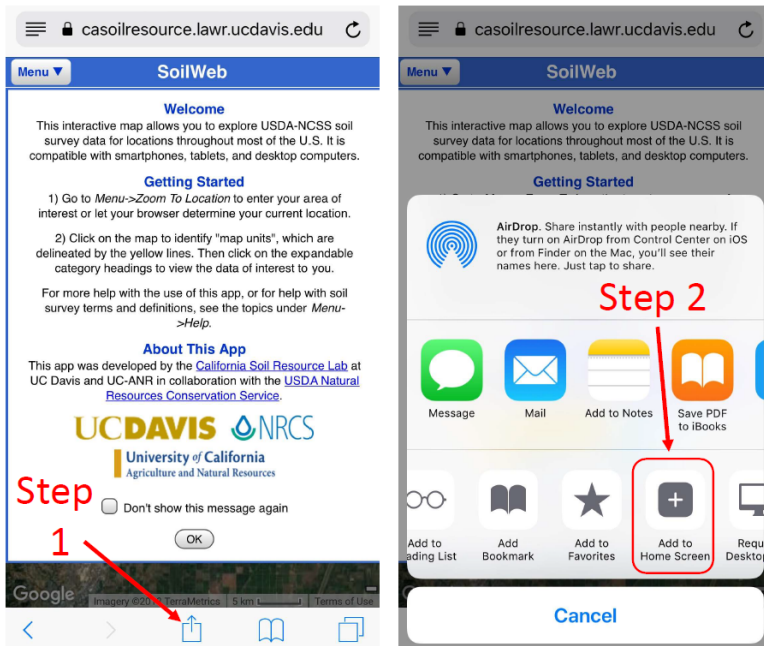 casoilresource.lawr.ucdavis.edu
Menu ▼
SoilWeb
Welcome
This interactive map allows you to explore USDA-NCSS soil
survey data for locations throughout most of the U.S. It is
compatible with smartphones, tablets, and desktop computers.
Getting Started
1) Go to Menu->Zoom To Location to enter your area of
interest or let your browser determine your current location.
2) Click on the map to identify "map units", which are
delineated by the yellow lines. Then click on the expandable
category headings to view the data of interest to you.
For more help with the use of this app, or for help with soil
survey terms and definitions, see the topics under Menu-
>Help.
About This App
This app was developed by the California Soil Resource Lab at
UC Davis and UC-ANR in collaboration with the USDA Natural
Resources Conservation Service.
UCDAVIS NRCS
University of California
Agriculture and Natural Resources
Step
1
Don't show this message again
OK
Google
Imagery ©20 TerraMetrics 5 km Terms of Use
casoilresource.lawr.ucdavis.edu
Menu ▼
SoilWeb
Welcome
This interactive map allows you to explore USDA-NCSS soil
survey data for locations throughout most of the U.S. It is
compatible with smartphones, tablets, and desktop computers.
Getting Started
AirDrop. Share instantly with people nearby. If
they turn on AirDrop from Control Center on iOS
or from Finder on the Mac, you'll see their
names here. Just tap to share.
Step 2
Message
Mail
Add to Notes
Save PDF
to iBooks
Add to
ading List
Add
Bookmark
Add to
Favorites
Add to
Home Screen
Requ
Desktop
Cancel